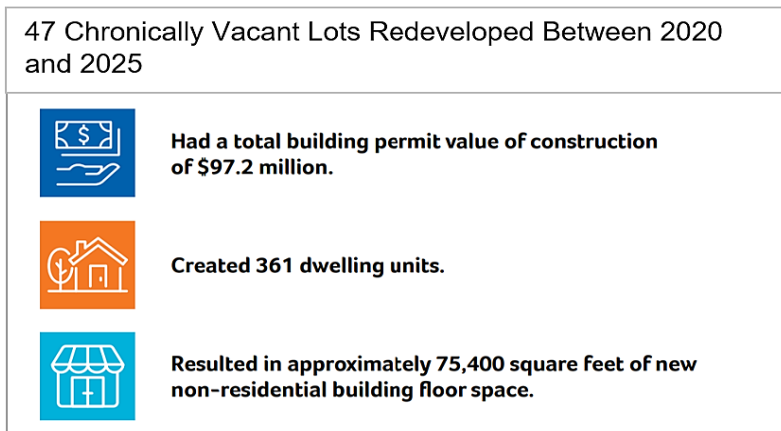 47 Chronically Vacant Lots Redeveloped Between 2020
and 2025
$
Had a total building permit value of construction
of $97.2 million.
Created 361 dwelling units.
Resulted in approximately 75,400 square feet of new
non-residential building floor space.